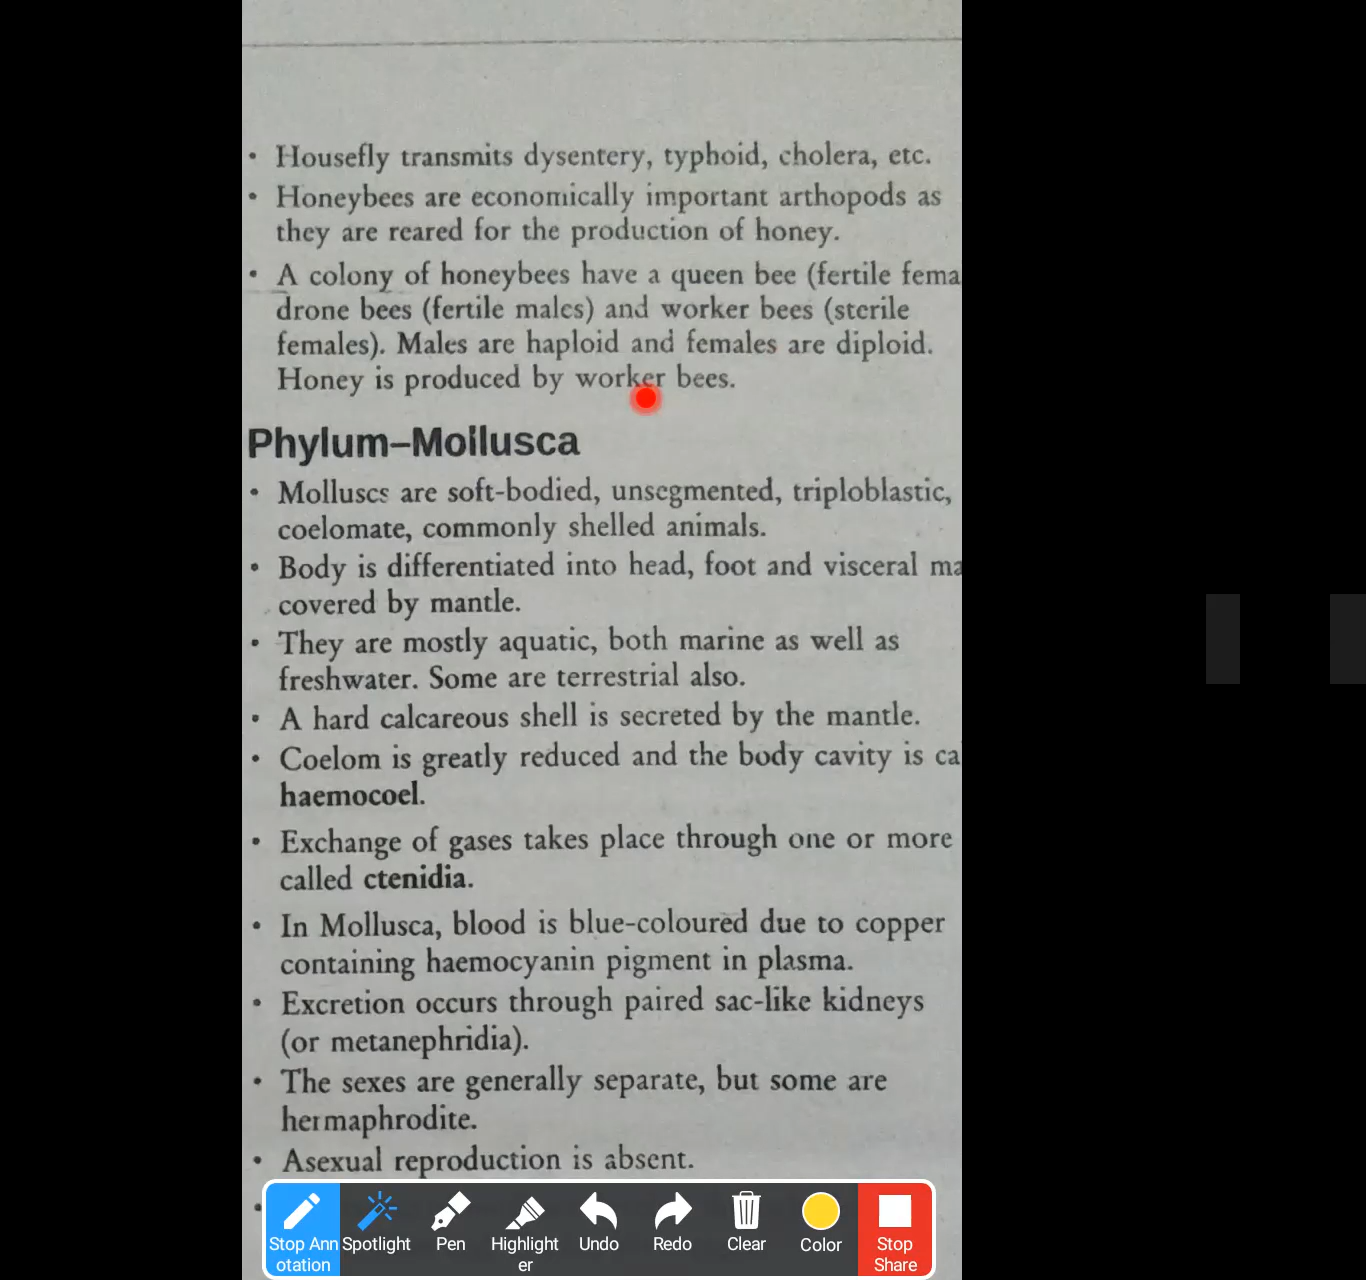 • Housefly transmits dysentery, typhoid, cholera, etc.
• Honeybees are economically important arthopods as
they are reared for the production of honey.
• A colony of honeybees have a queen bee (fertile fema
drone bees (fertile males) and worker bees (sterile
females). Males are haploid and females are diploid.
Honey is produced by worker bees.
Phylum–Mollusca
• Molluscs are soft-bodied, unsegmented, triploblastic,
coelomate, commonly shelled animals.
• Body is differentiated into head, foot and visceral ma
covered by mantle.
• They are mostly aquatic, both marine as well as
freshwater. Some are terrestrial also.
• A hard calcareous shell is secreted by the mantle.
• Coelom is greatly reduced and the body cavity is ca
haemocoel.
• Exchange of gases takes place through one or more
called ctenidia.
• In Mollusca, blood is blue-coloured due to copper
containing haemocyanin pigment in plasma.
• Excretion occurs through paired sac-like kidneys
(or metanephridia).
• The sexes are generally separate, but some are
hermaphrodite.
• Asexual reproduction is absent.
Stop Ann
otation
Spotlight
Pen
Highlight
er
Undo
Redo
Clear
Color
Stop
Share